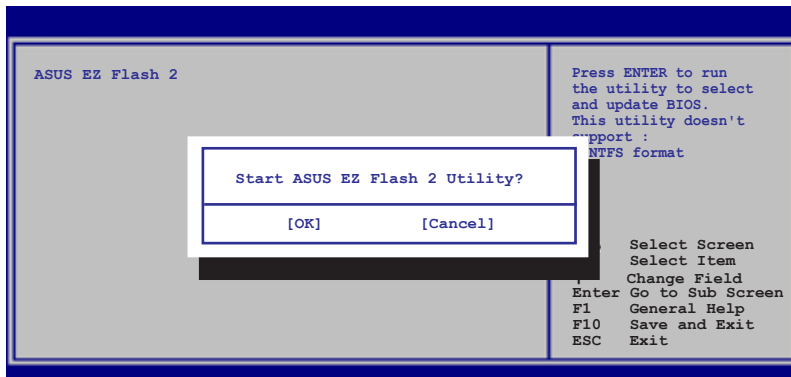 ASUS EZ Flash 2
Press ENTER to run
the utility to select
and update BIOS.
This utility doesn't
support :
NTFS format
Start ASUS EZ Flash 2 Utility?
[OK] [Cancel]
Select Screen
Select Item
Change Field
Enter Go to Sub Screen
F1 General Help
F10 Save and Exit
ESC Exit